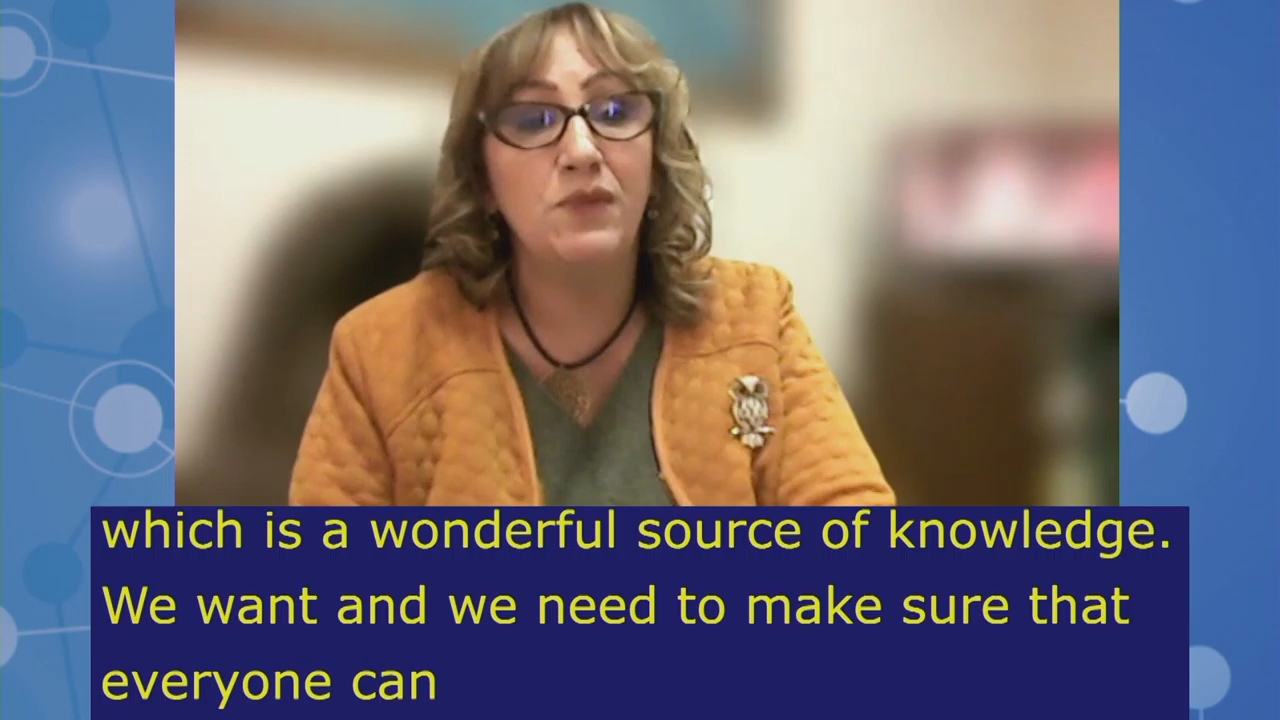 which is a wonderful source of knowledge.
We want and we need to make sure that
everyone can